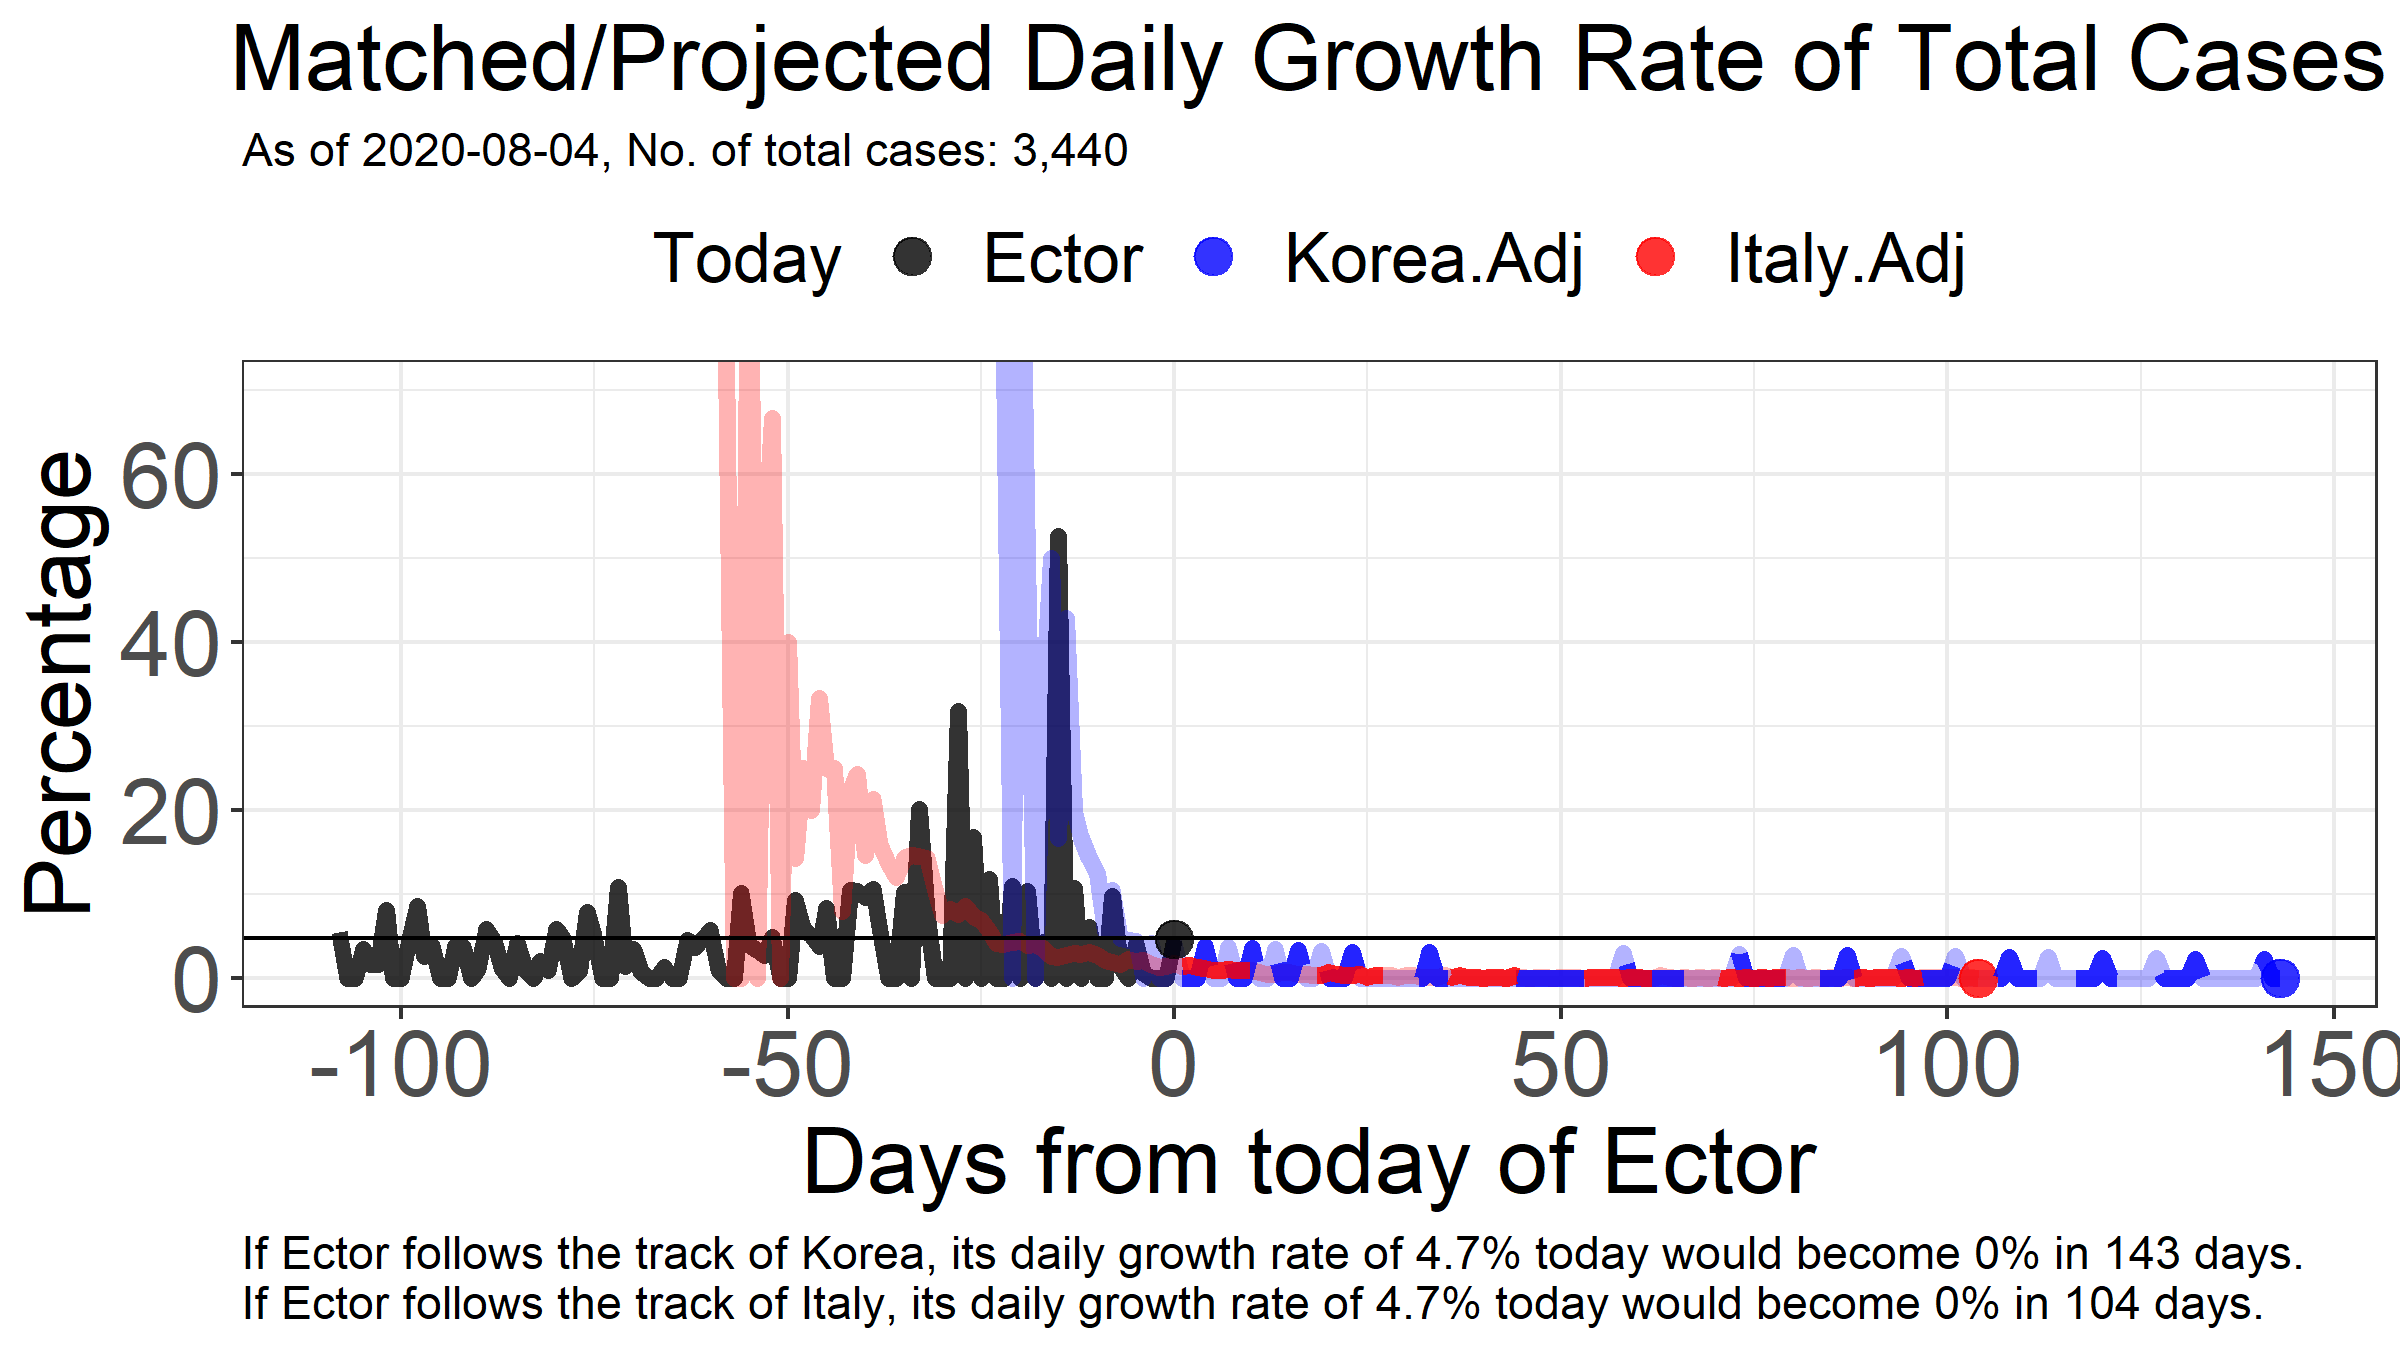 Matched/Projected Daily Growth Rate of Total Cases
As of 2020-08-04, No. of total cases: 3,440
Today Ector Korea.Adj Italy.Adj
Percentage
60
40
20
0
-100 -50 0 50 100 150
Days from today of Ector
If Ector follows the track of Korea, its daily growth rate of 4.7% today would become 0% in 143 days.
If Ector follows the track of Italy, its daily growth rate of 4.7% today would become 0% in 104 days.